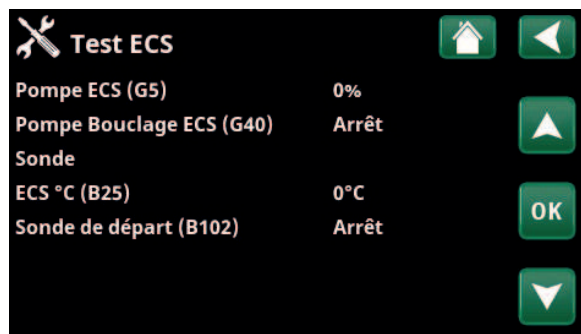 Test ECS
Pompe ECS (G5) 0%
Pompe Bouclage ECS (G40) Arrêt
Sonde
ECS °C (B25) 0°C
Sonde de départ (B102) Arrêt
OK